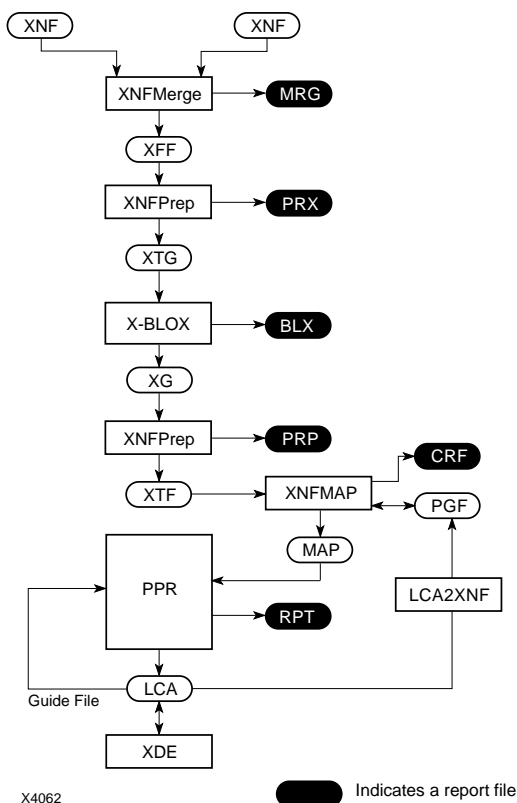 XNF XNF
XNFMerge MRG
XFF
XNFPrep PRX
XTG
X-BLOX BLX
XG
XNFPrep PRP
CRF
XTF XNFMAP
PGF
MAP
PPR LCA2XNF
RPT
LCA
Guide File
XDE
X4062 Indicates a report file